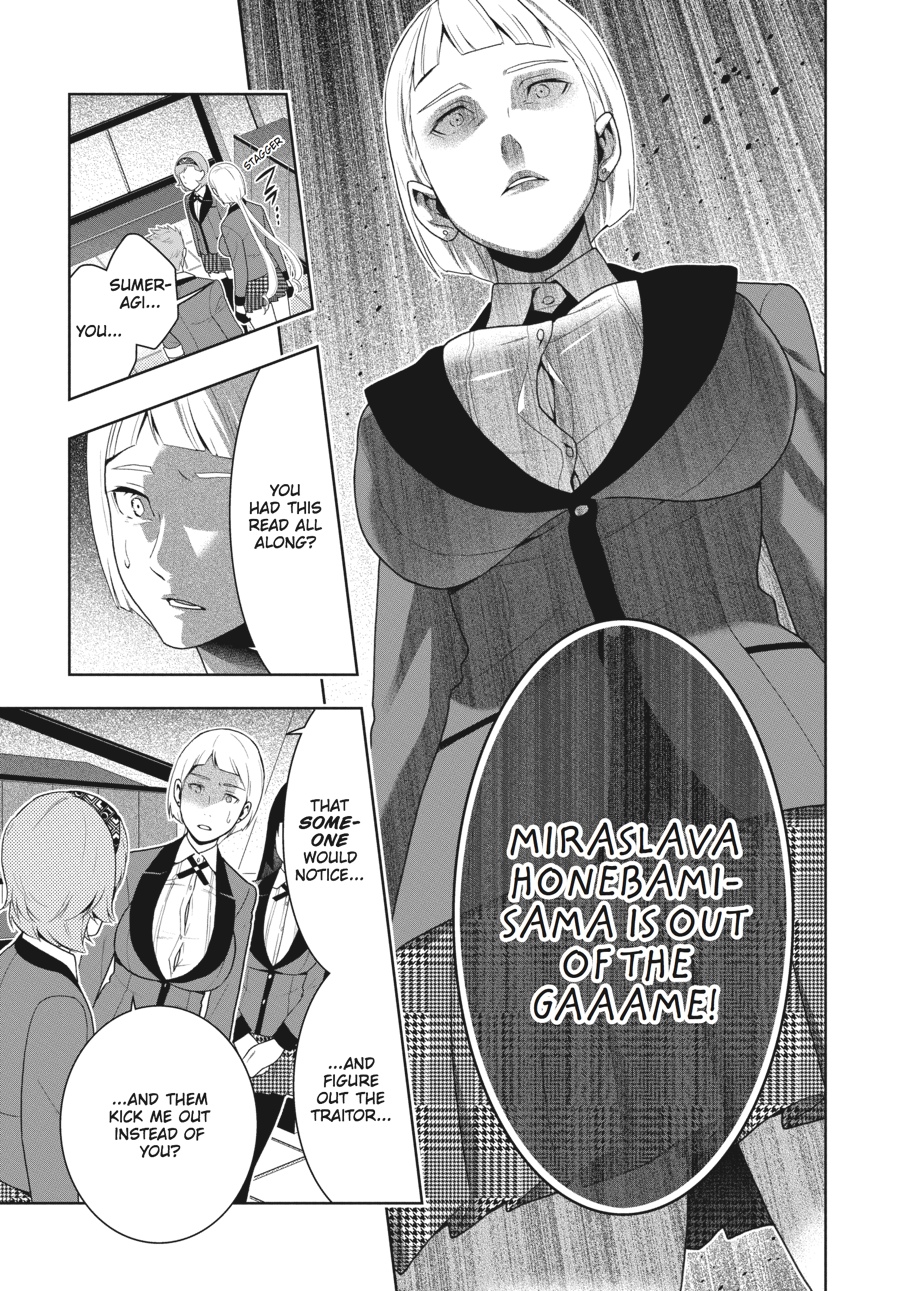 MIRASLAVA
HONEBAMI-
SAMA IS OUT
OF THE
GAAAME!
STAGGER
SUMER-
AGI...
YOU...
YOU
HAD THIS
READ ALL
ALONG?
THAT
SOME-
ONE
WOULD
NOTICE...
...AND
FIGURE
OUT THE
TRAITOR...
...AND THEM
KICK ME OUT
INSTEAD OF
YOU?